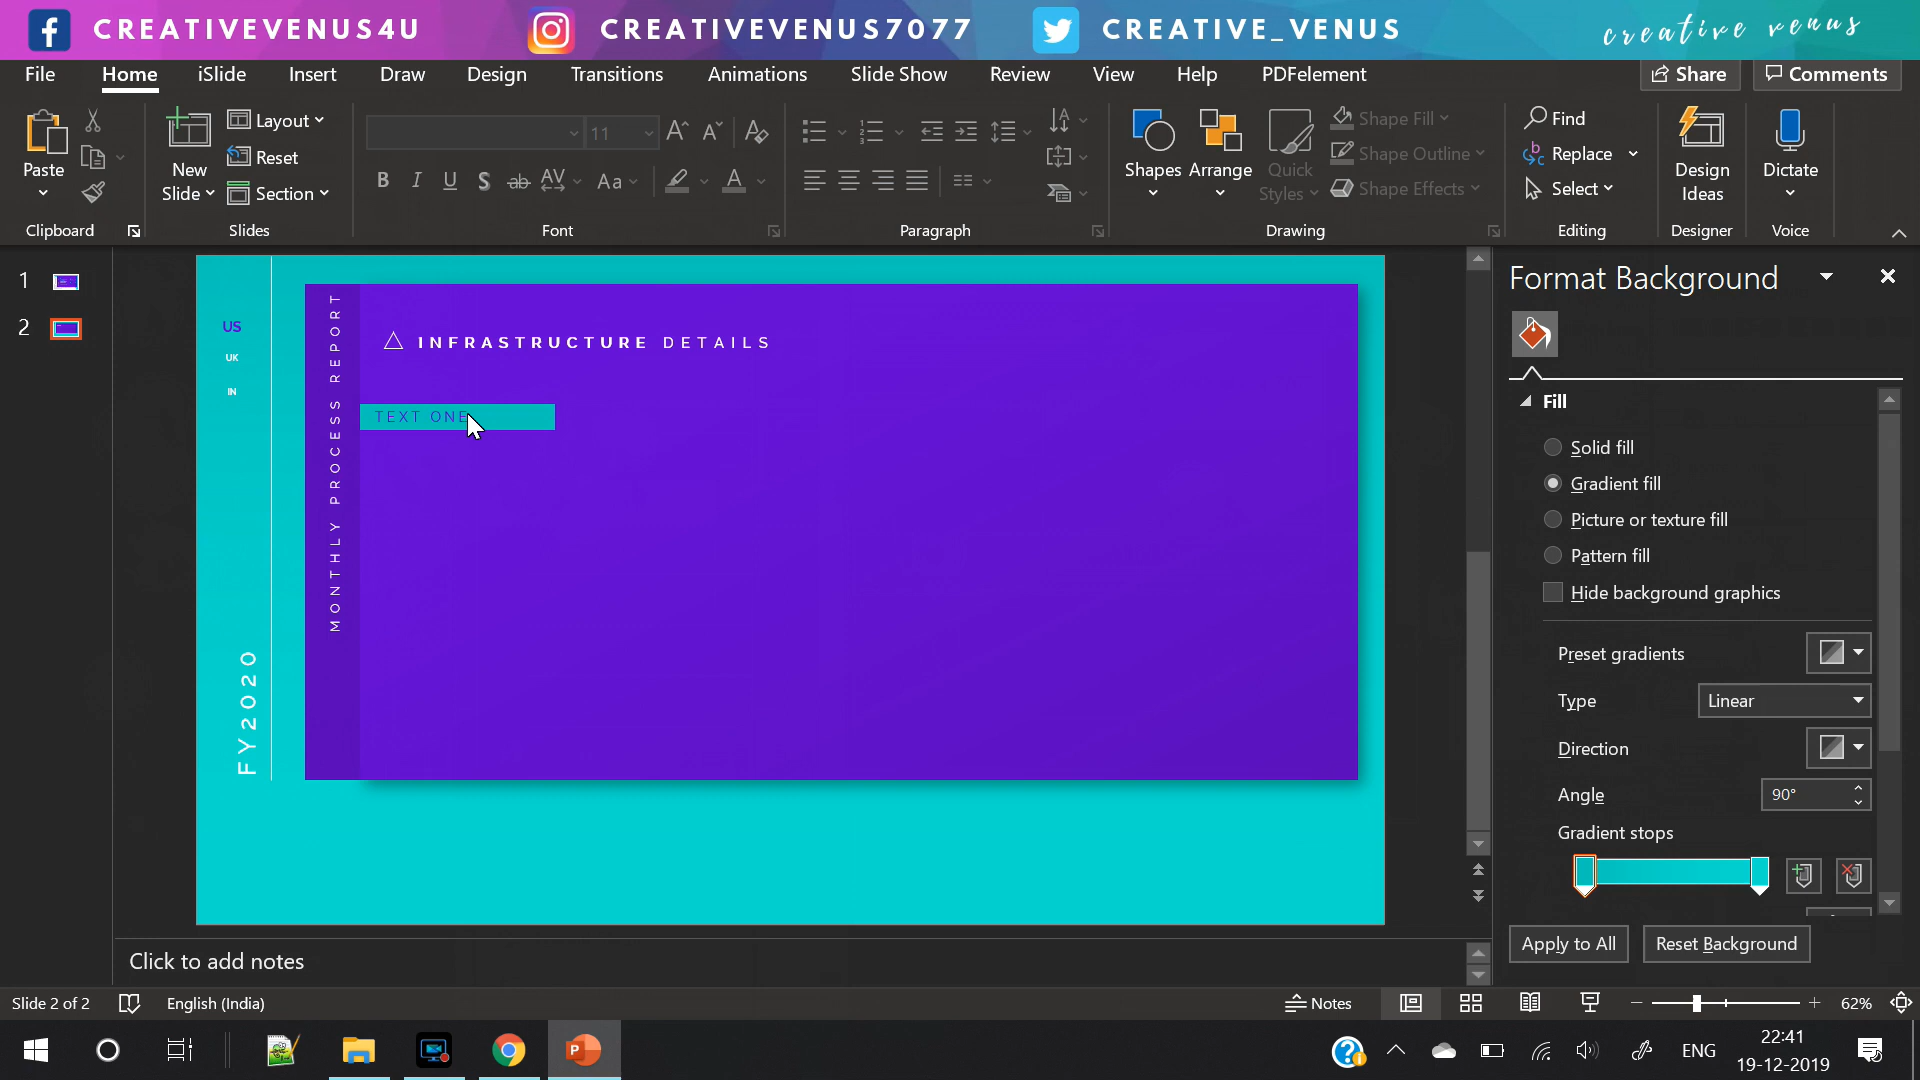 CREATIVEVENUS4U
CREATIVEVENUS7077
CREATIVE_VENUS
creative venus
File
Home
iSlide
Insert
Draw
Design
Transitions
Animations
Slide Show
Review
View
Help
PDFelement
Share
Comments
Paste
Clipboard
New
Slide
Layout
Reset
Section
Slides
11
Font
Paragraph
Shapes
Arrange
Quick
Styles
Shape Fill
Shape Outline
Shape Effects
Drawing
Find
Replace
Select
Editing
Design
Ideas
Designer
Dictate
Voice
1
2
US
UK
IN
FY2020
MONTHLY PROCESS REPORT
INFRASTRUCTURE DETAILS
TEXT ONE
Format Background
Fill
Solid fill
Gradient fill
Picture or texture fill
Pattern fill
Hide background graphics
Preset gradients
Type
Linear
Direction
Angle
90°
Gradient stops
Apply to All
Reset Background
Click to add notes
Slide 2 of 2
English (India)
Notes
62%
ENG
22:41
19-12-2019